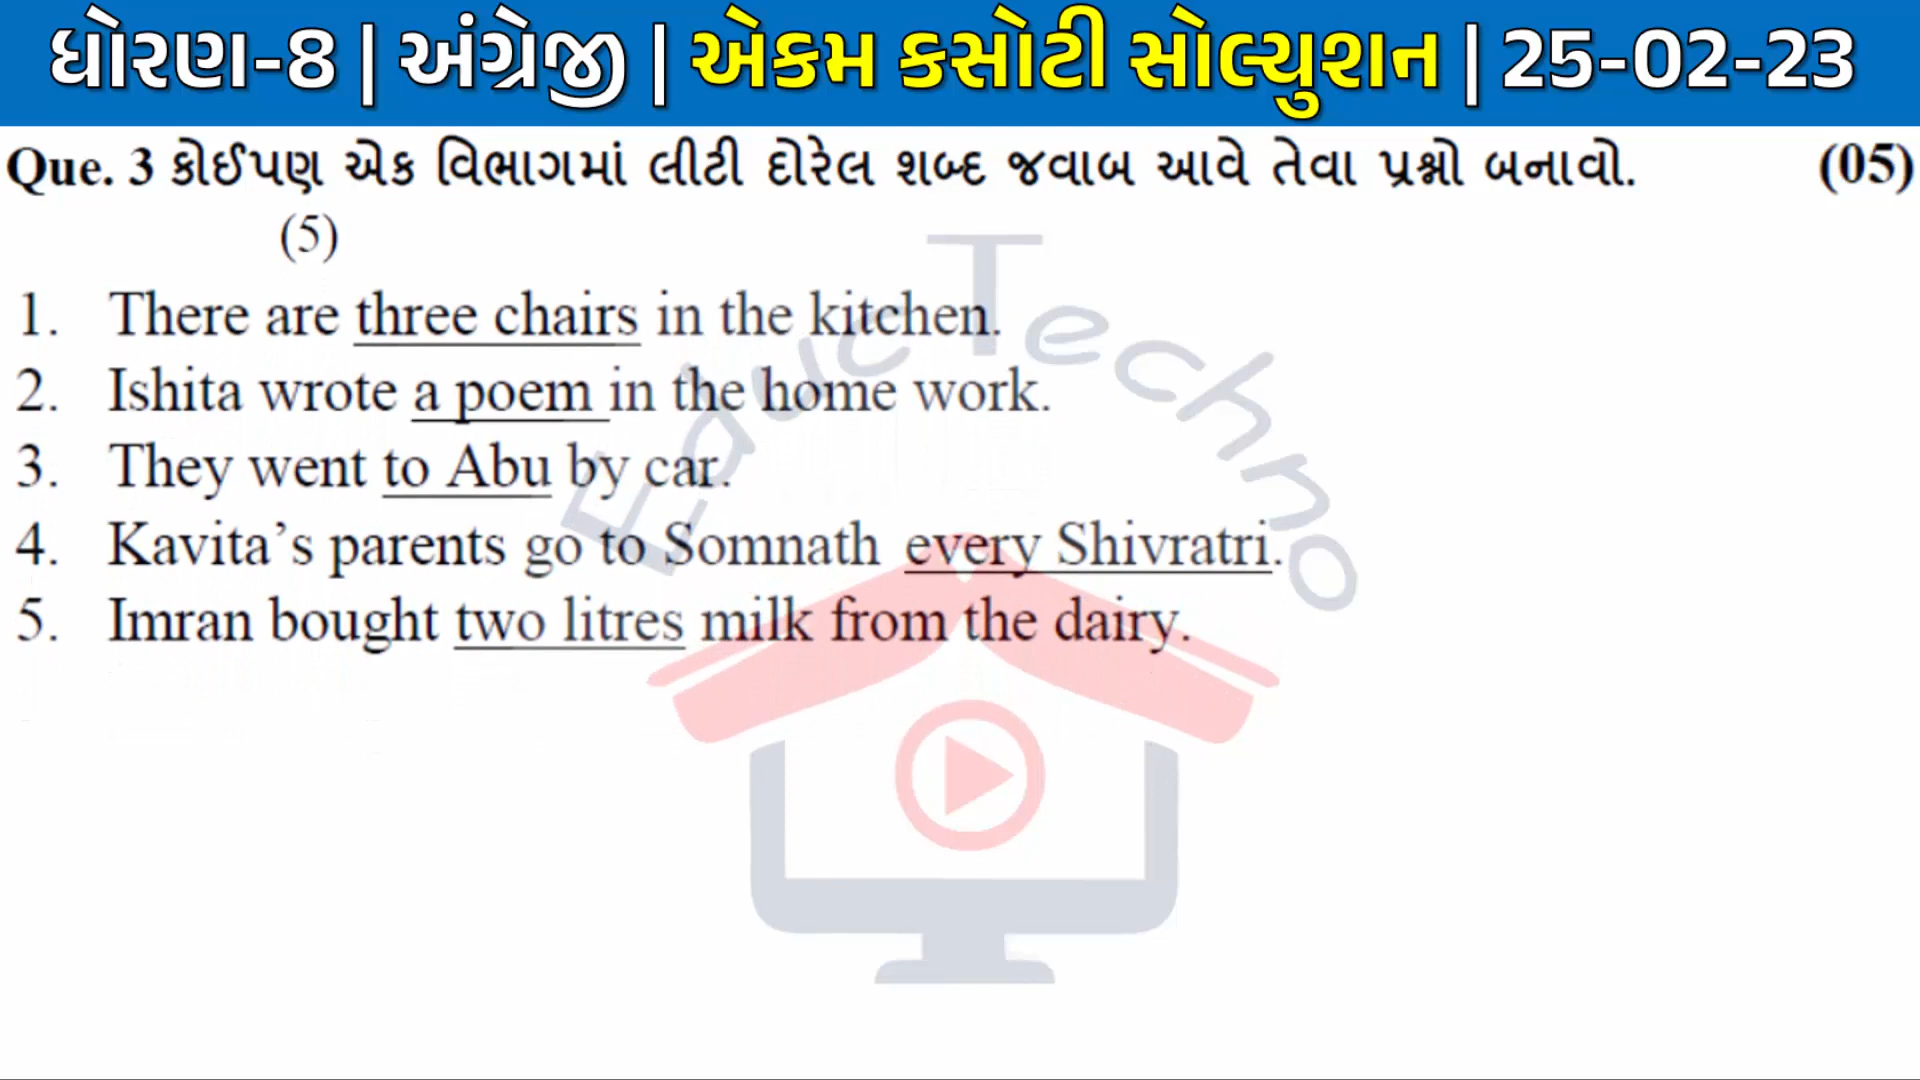 ધોરણ-8 | અંગ્રેજી | એકમ કસોટી સોલ્યુશન | 25-02-23
Que. 3 કોઈપણ એક વિભાગમાં લીટી દોરેલ શબ્દ જવાબ આવે તેવા પ્રશ્નો બનાવો. (05)
(5)
1. There are three chairs in the kitchen.
2. Ishita wrote a poem in the home work.
3. They went to Abu by car.
4. Kavita’s parents go to Somnath every Shivratri.
5. Imran bought two litres milk from the dairy.
Educ Techno